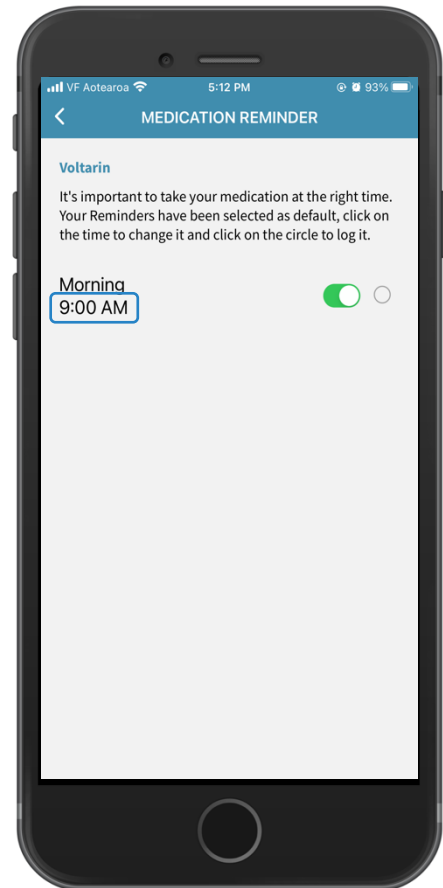 VF Aotearoa 5:12 PM 93%
MEDICATION REMINDER
Voltarin
It's important to take your medication at the right time.
Your Reminders have been selected as default, click on
the time to change it and click on the circle to log it.
Morning
9:00 AM